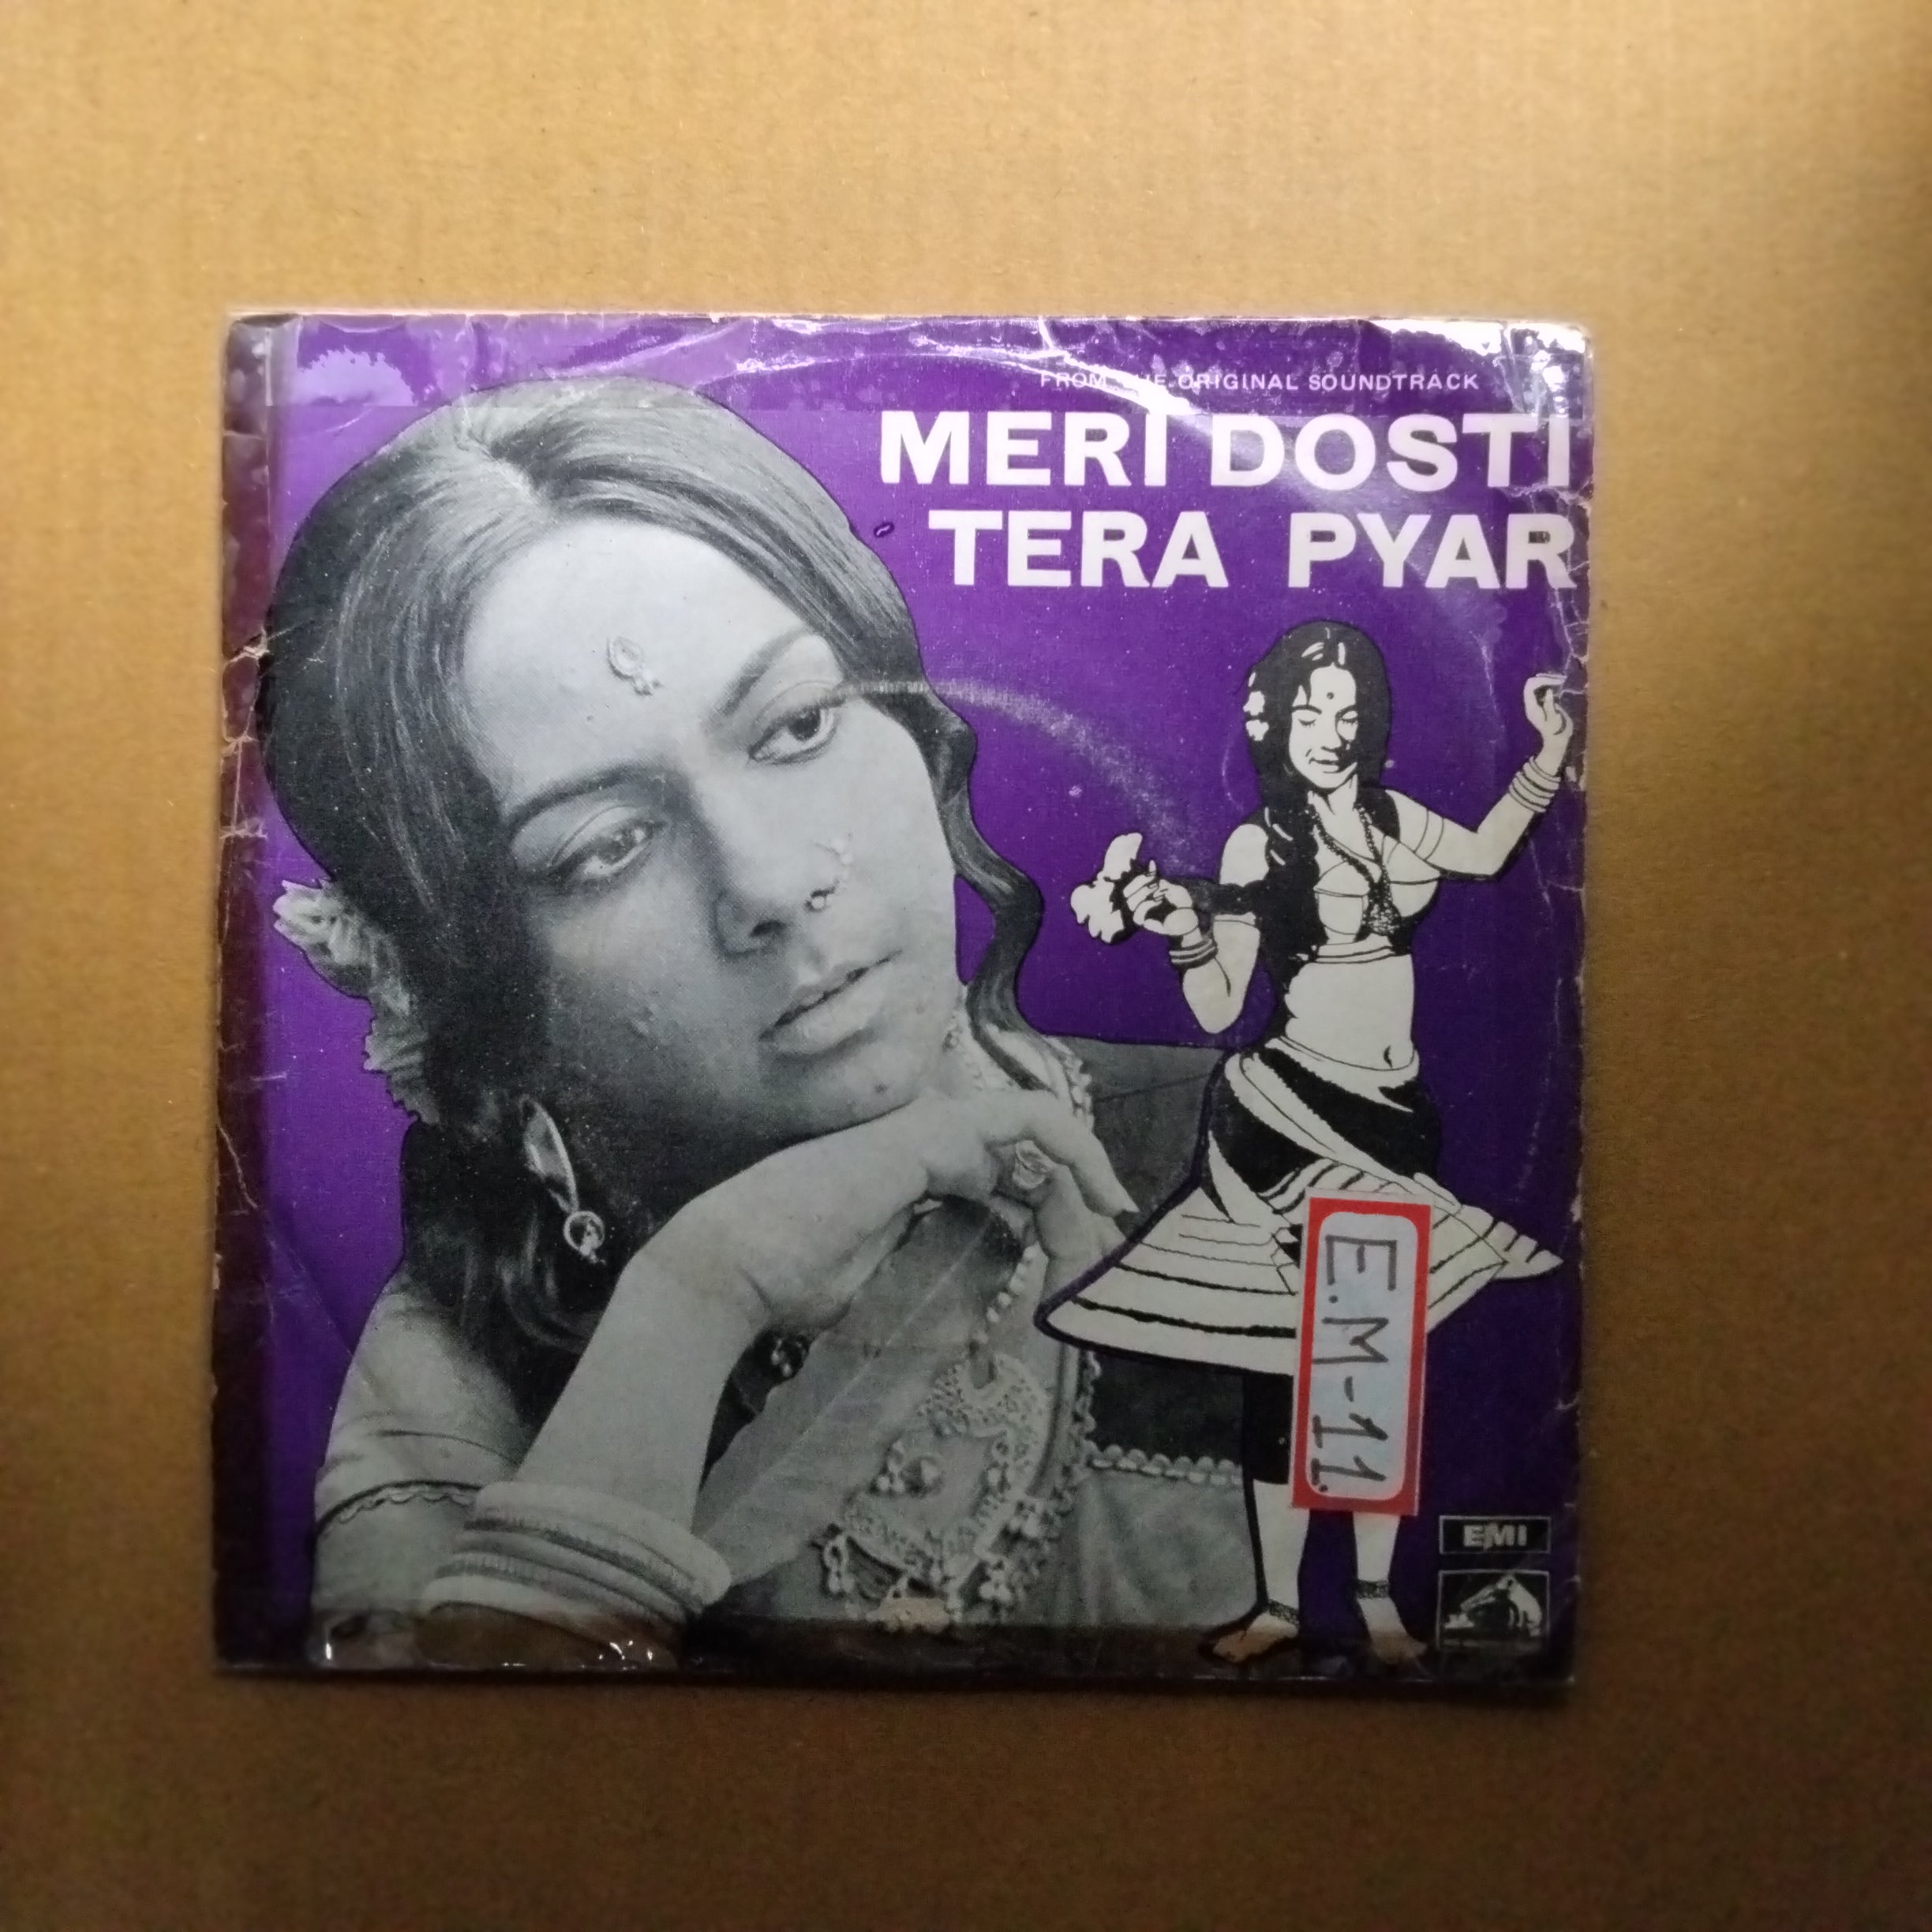 FROM THE ORIGINAL SOUNDTRACK
MERI DOSTI
TERA PYAR
E.M-11.
EMI